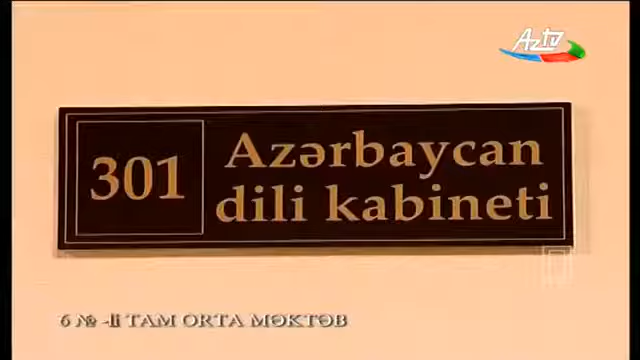 Aztv
301
Azərbaycan
dili kabineti
6 № -li TAM ORTA MƏKTƏB